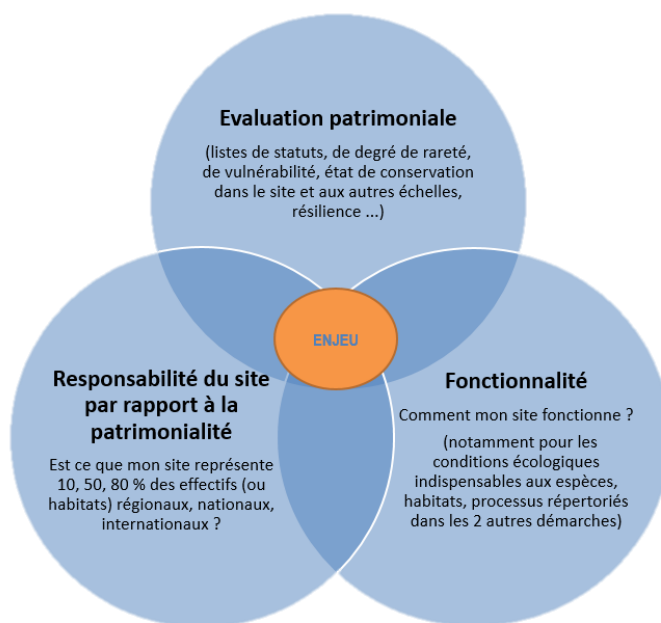 Evaluation patrimoniale
(listes de statuts, de degré de rareté,
de vulnérabilité, état de conservation
dans le site et aux autres échelles,
résilience ...)
ENJEU
Responsabilité du site
par rapport à la
patrimonialité
Est ce que mon site représente
10, 50, 80 % des effectifs (ou
habitats) régionaux, nationaux,
internationaux ?
Fonctionnalité
Comment mon site fonctionne ?
(notamment pour les
conditions écologiques
indispensables aux espèces,
habitats, processus répertoriés
dans les 2 autres démarches)